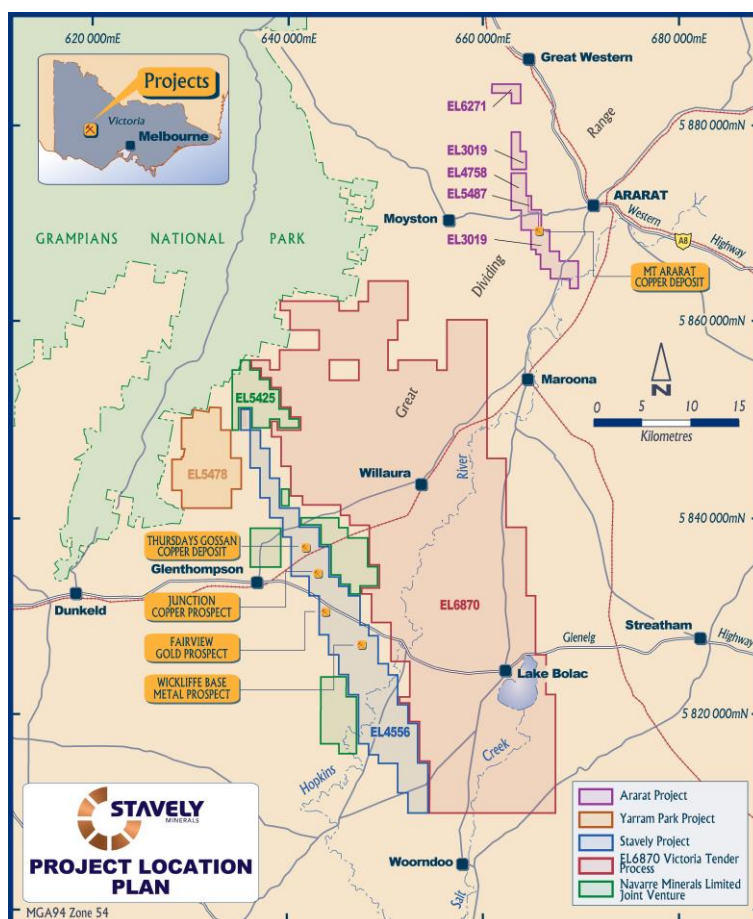 620 000mE
640 000mE
660 000mE
680 000mE
Projects
Victoria
Melbourne
Great Western
EL6271
Range
5 880 000mN
EL3019
EL4758
EL5487
ARARAT
Moyston
Western
Highway
A8
EL3019
GRAMPIANS NATIONAL PARK
Dividing
MT ARARAT
COPPER DEPOSIT
5 860 000mN
N
Maroona
EL5425
Great
0 5 10 15
Kilometres
EL5478
Willaura
River
THURSDAYS GOSSAN
COPPER DEPOSIT
5 840 000mN
Glenthompson
Dunkeld
JUNCTION
COPPER PROSPECT
EL6870
FAIRVIEW
GOLD PROSPECT
Streatham
Glenelg
Highway
WICKLIFFE BASE
METAL PROSPECT
Lake Bolac
EL4556
5 820 000mN
Hopkins
Creek
STAVELY
MINERALS
PROJECT LOCATION
PLAN
Ararat Project
Yarram Park Project
Stavely Project
EL6870 Victoria Tender
Process
Navarre Minerals Limited
Joint Venture
Woorndoo
Salt
MGA94 Zone 54